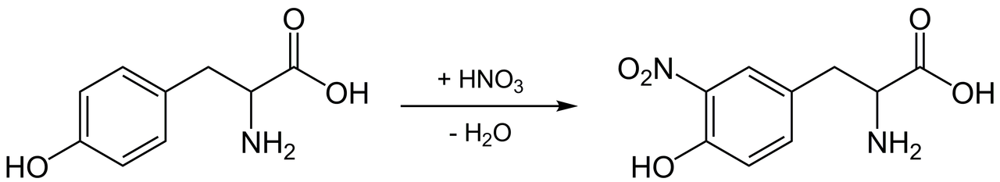 O
OH
NH₂
HO
+ HNO₃
- H₂O
O₂N
O
OH
NH₂
HO